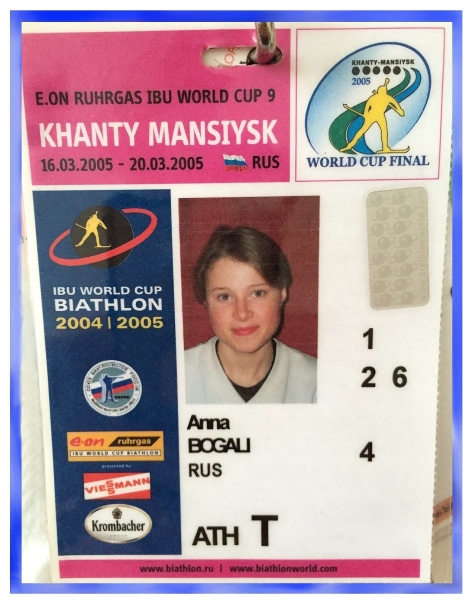 E.ON RUHRGAS IBU WORLD CUP 9
KHANTY MANSIYSK
16.03.2005 - 20.03.2005 RUS
KHANTY-MANSIYSK
2005
WORLD CUP FINAL
IBU WORLD CUP
BIATHLON
2004 | 2005
e·on ruhrgas
IBU WORLD CUP BIATHLON
presented by
VIESSMANN
Krombacher
1
2 6
4
Anna
BOGALI
RUS
ATH T
www.biathlon.ru | www.biathlonworld.com